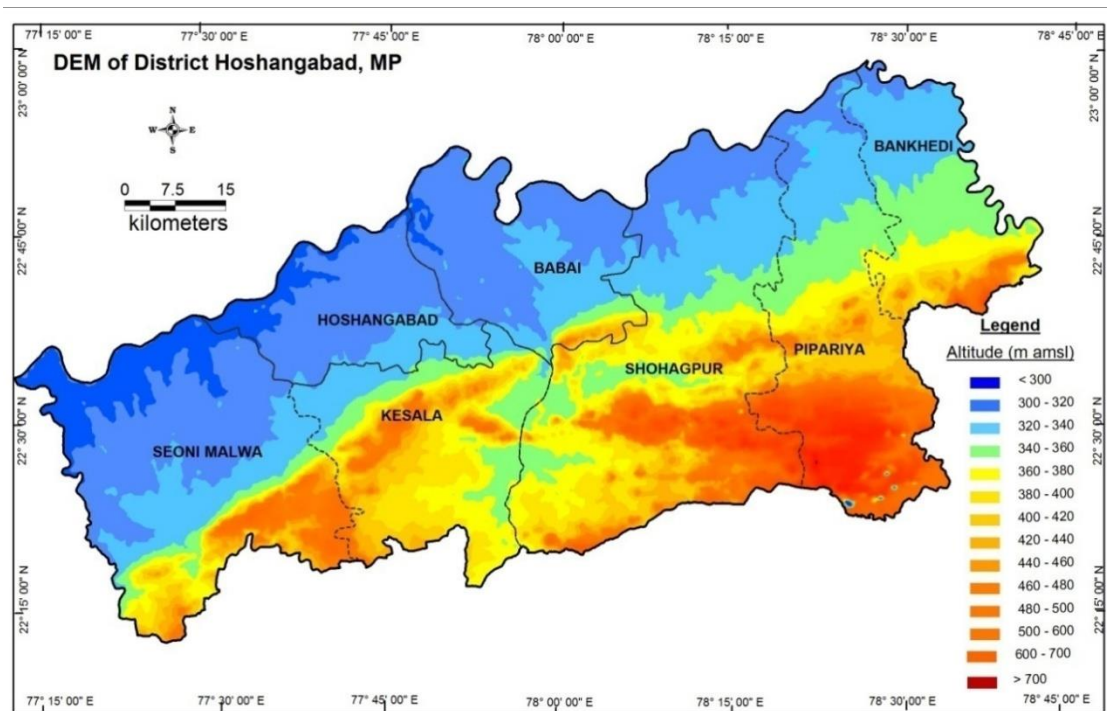 77° 15' 00" E 77° 30' 00" E 77° 45' 00" E 78° 00' 00" E 78° 15' 00" E 78° 30' 00" E 78° 45' 00" E
DEM of District Hoshangabad, MP
N
W E
S
0 7.5 15
kilometers
23° 00' 00" N
23° 00' 00" N
22° 45' 00" N
22° 45' 00" N
22° 30' 00" N
22° 30' 00" N
22° 15' 00" N
22° 15' 00" N
BANKHEDI
BABAI
HOSHANGABAD
PIPARIYA
SHOHAGPUR
KESALA
SEONI MALWA
Legend
Altitude (m amsl)
< 300
300 - 320
320 - 340
340 - 360
360 - 380
380 - 400
400 - 420
420 - 440
440 - 460
460 - 480
480 - 500
500 - 600
600 - 700
> 700
77° 15' 00" E 77° 30' 00" E 77° 45' 00" E 78° 00' 00" E 78° 15' 00" E 78° 30' 00" E 78° 45' 00" E